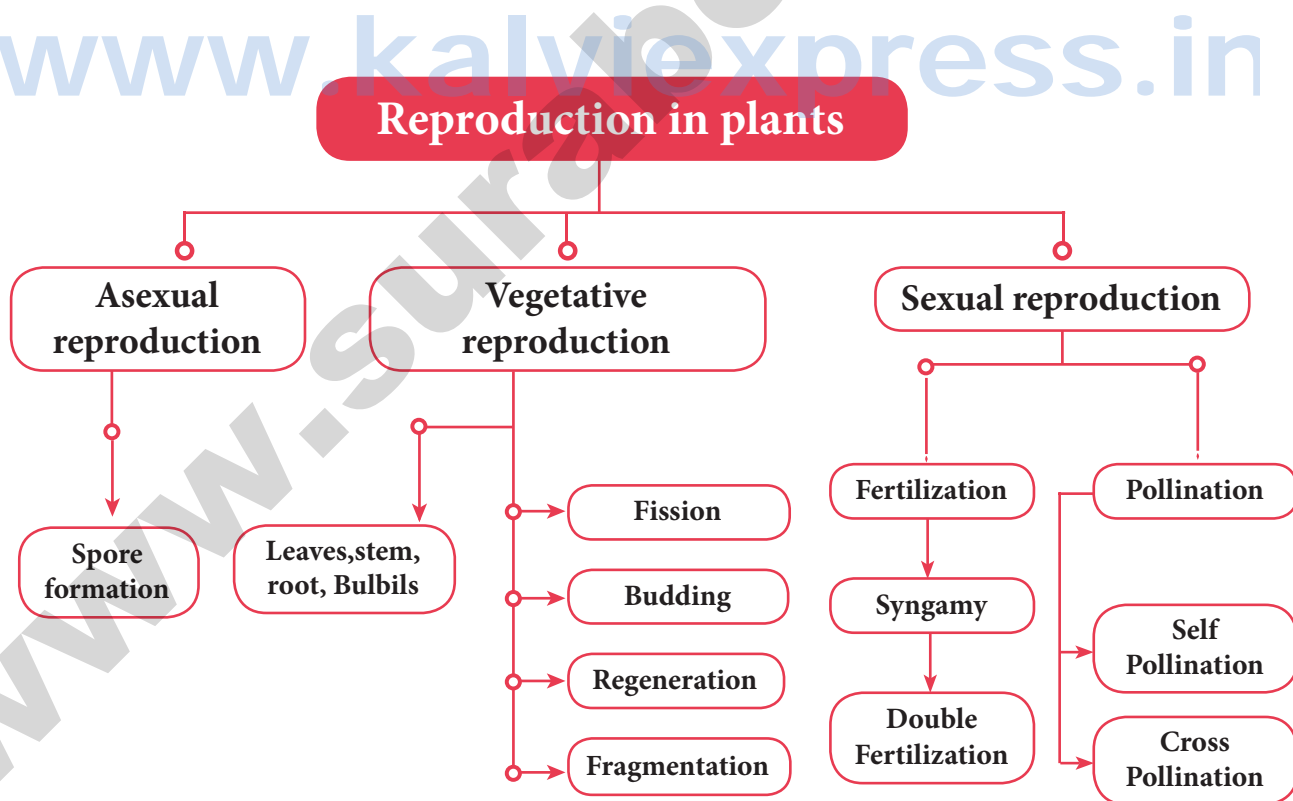 www.kalviexpress.in
Reproduction in plants
Asexual
reproduction
Vegetative
reproduction
Sexual reproduction
Spore
formation
Leaves,stem,
root, Bulbils
Fission
Budding
Regeneration
Fragmentation
Fertilization
Syngamy
Double
Fertilization
Pollination
Self
Pollination
Cross
Pollination